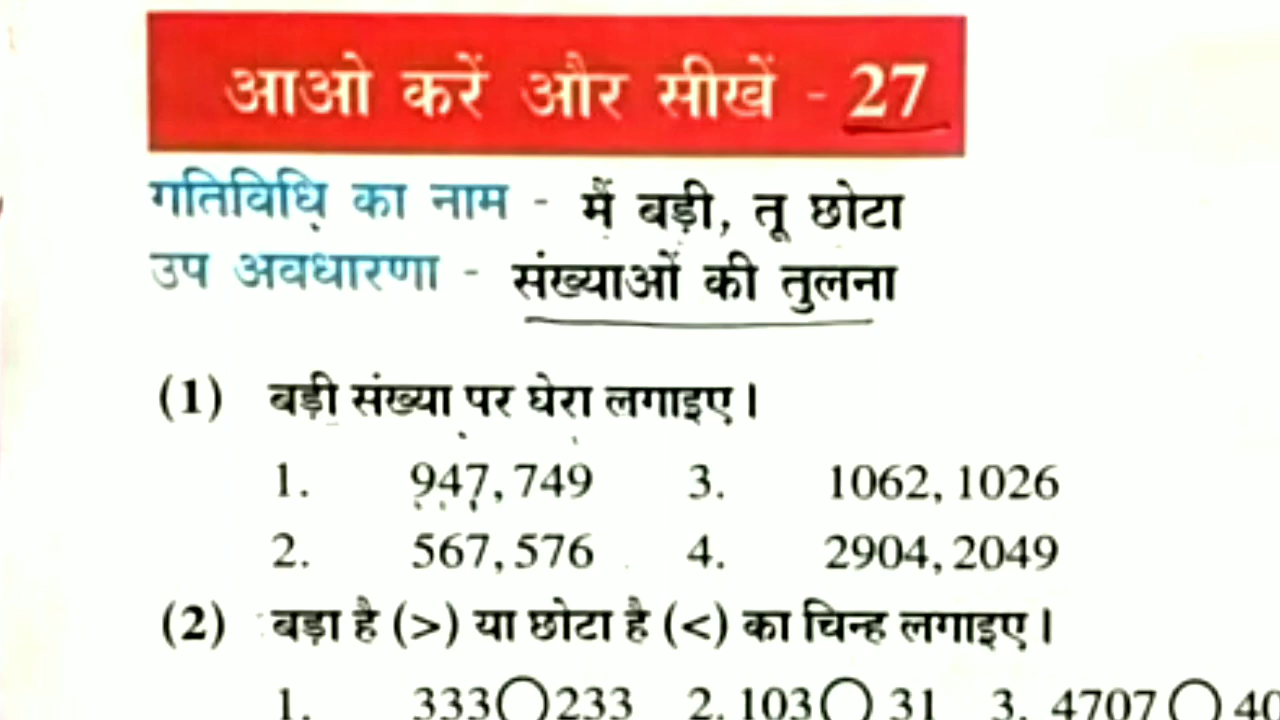 आओ करें और सीखें - 27
गतिविधि का नाम - मैं बड़ी, तू छोटा
उप अवधारणा - संख्याओं की तुलना
(1) बड़ी संख्या पर घेरा लगाइए।
1. 947, 749 3. 1062, 1026
2. 567, 576 4. 2904, 2049
(2) बड़ा है (>) या छोटा है (<) का चिन्ह लगाइए।
1. 333○233 2. 103○ 31 3. 4707○